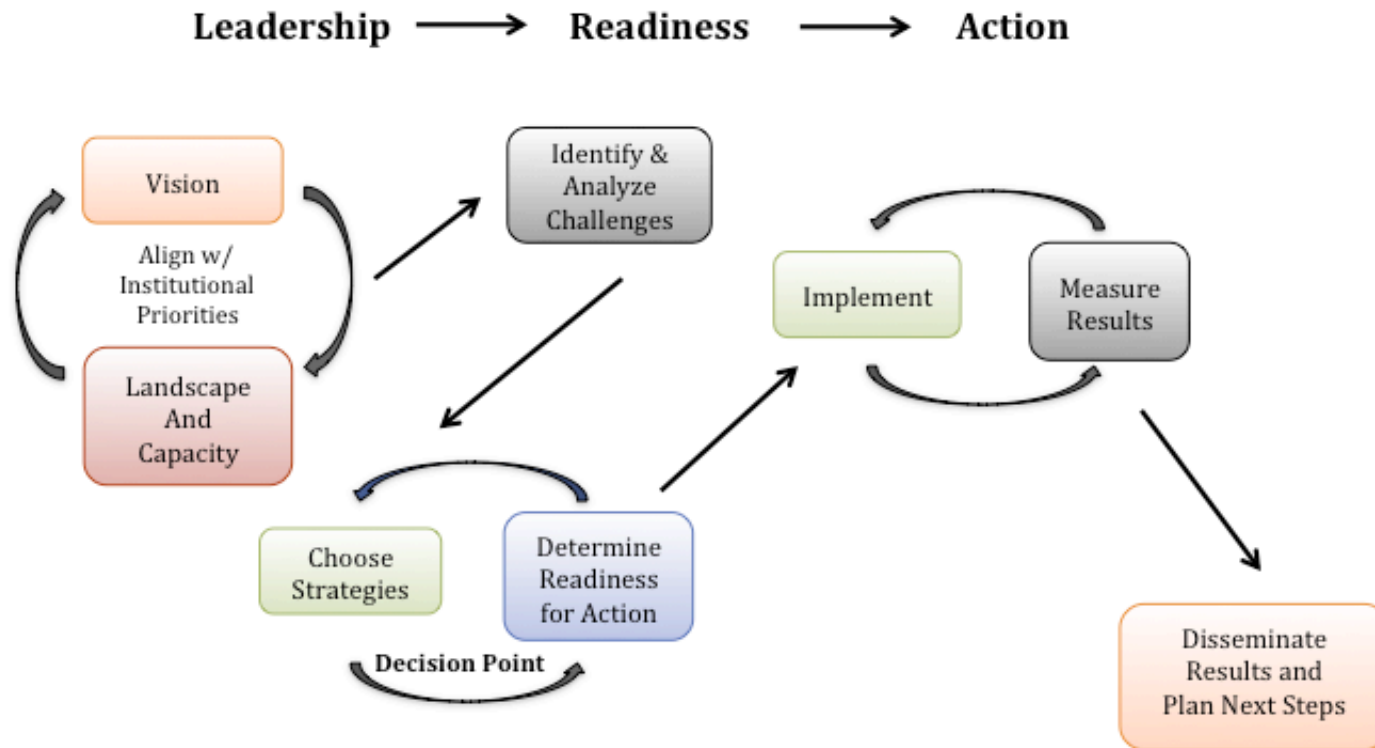 Leadership
Readiness
Action
Vision
Align w/
Institutional
Priorities
Landscape
And
Capacity
Identify &
Analyze
Challenges
Choose
Strategies
Determine
Readiness
for Action
Decision Point
Implement
Measure
Results
Disseminate
Results and
Plan Next Steps